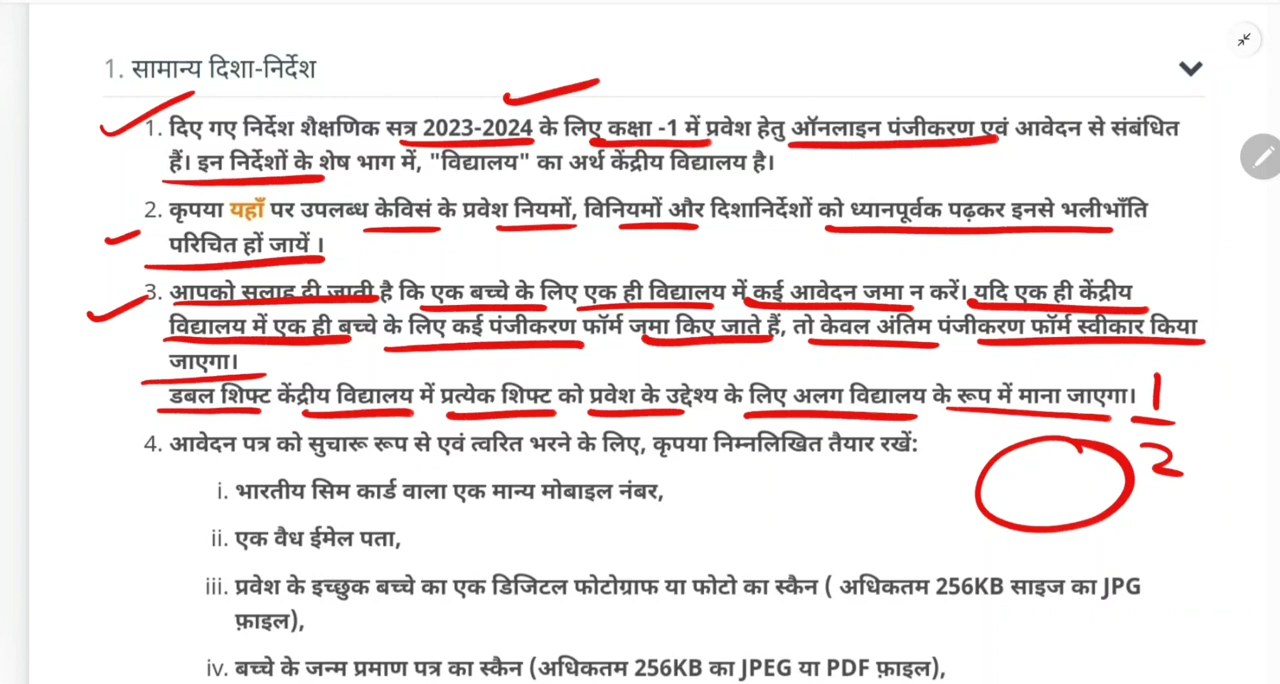 1. सामान्य दिशा-निर्देश
1. दिए गए निर्देश शैक्षणिक सत्र 2023-2024 के लिए कक्षा -1 में प्रवेश हेतु ऑनलाइन पंजीकरण एवं आवेदन से संबंधित
हैं। इन निर्देशों के शेष भाग में, "विद्यालय" का अर्थ केंद्रीय विद्यालय है।
2. कृपया यहाँ पर उपलब्ध केविसं के प्रवेश नियमों, विनियमों और दिशानिर्देशों को ध्यानपूर्वक पढ़कर इनसे भलीभाँति
परिचित हों जायें ।
3. आपको सलाह दी जाती है कि एक बच्चे के लिए एक ही विद्यालय में कई आवेदन जमा न करें। यदि एक ही केंद्रीय
विद्यालय में एक ही बच्चे के लिए कई पंजीकरण फॉर्म जमा किए जाते हैं, तो केवल अंतिम पंजीकरण फॉर्म स्वीकार किया
जाएगा।
डबल शिफ्ट केंद्रीय विद्यालय में प्रत्येक शिफ्ट को प्रवेश के उद्देश्य के लिए अलग विद्यालय के रूप में माना जाएगा। 1
2
4. आवेदन पत्र को सुचारू रूप से एवं त्वरित भरने के लिए, कृपया निम्नलिखित तैयार रखें:
i. भारतीय सिम कार्ड वाला एक मान्य मोबाइल नंबर,
ii. एक वैध ईमेल पता,
iii. प्रवेश के इच्छुक बच्चे का एक डिजिटल फोटोग्राफ या फोटो का स्कैन ( अधिकतम 256KB साइज का JPG
फ़ाइल),
iv. बच्चे के जन्म प्रमाण पत्र का स्कैन (अधिकतम 256KB का JPEG या PDF फ़ाइल),